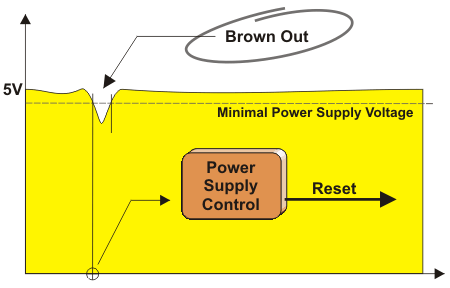 Brown Out
5V
Minimal Power Supply Voltage
Power
Supply
Control
Reset